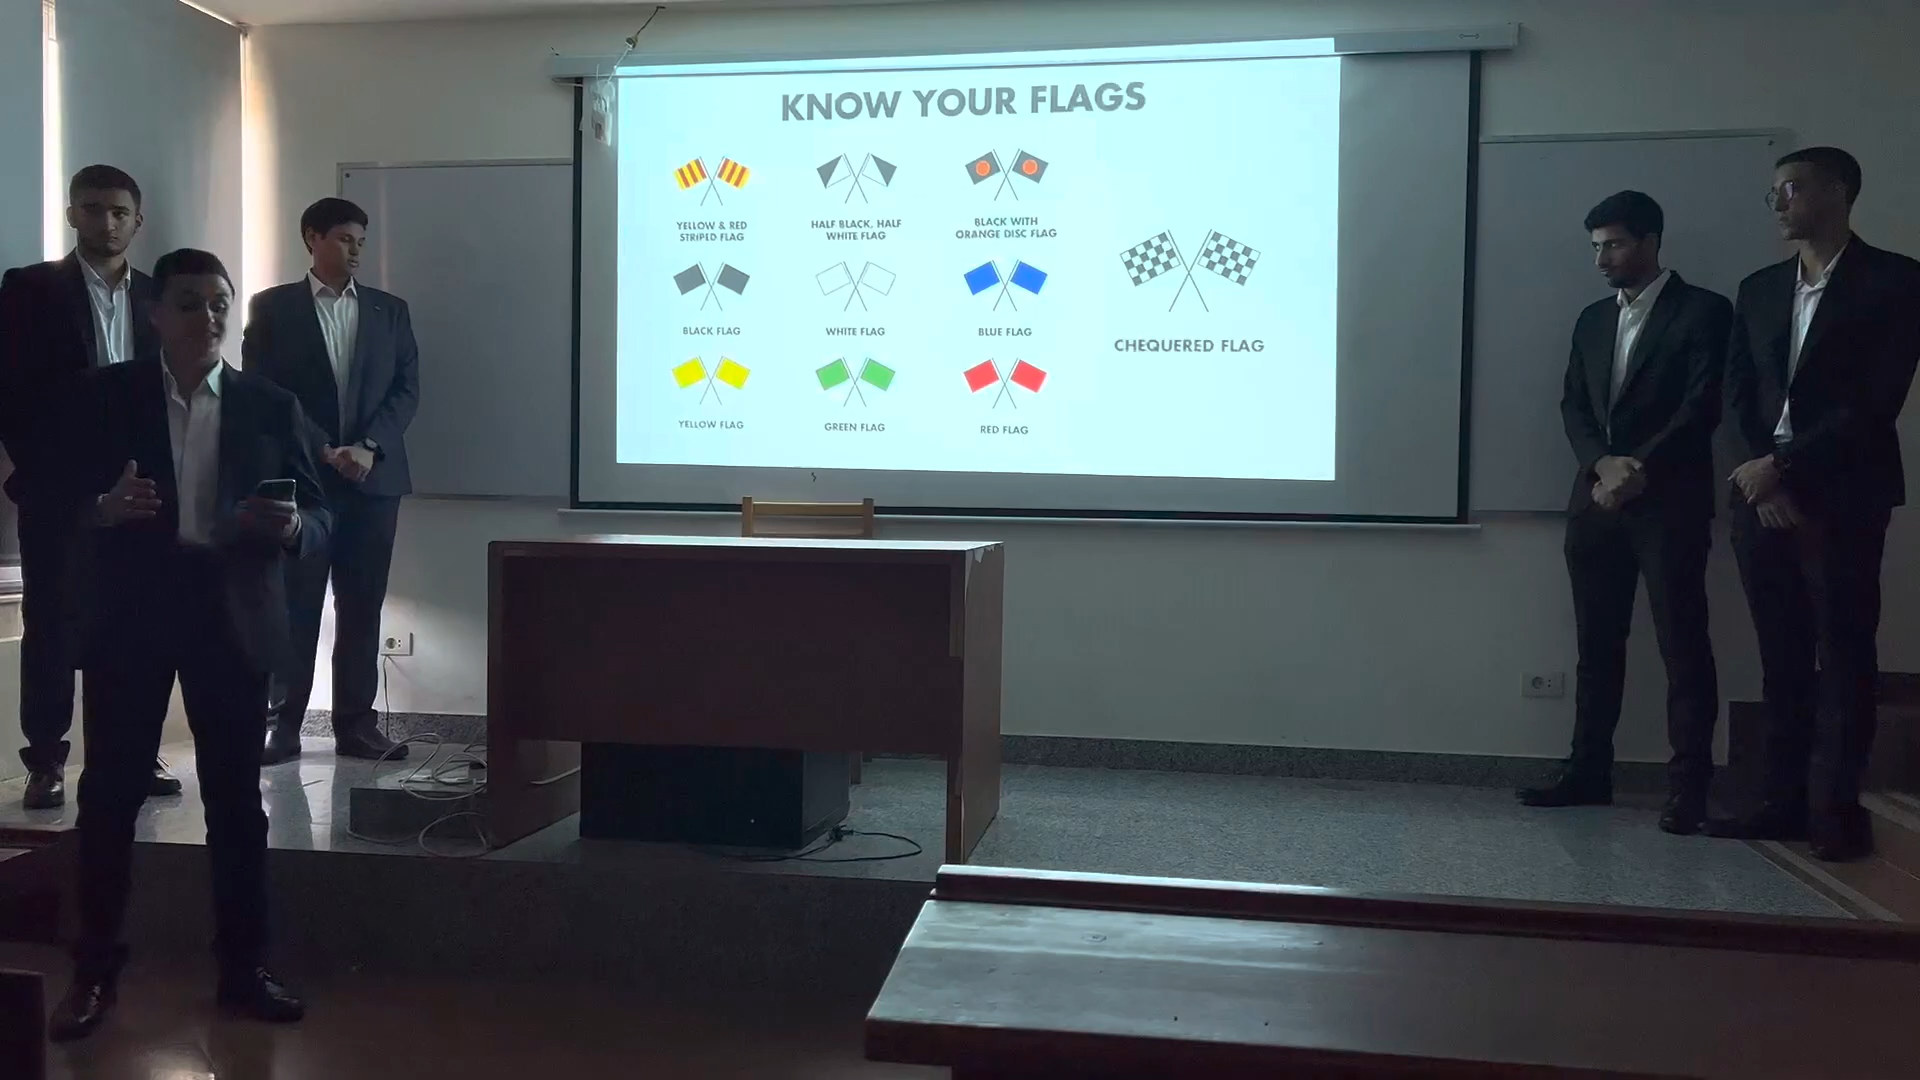 KNOW YOUR FLAGS
YELLOW & RED
STRIPED FLAG
HALF BLACK, HALF
WHITE FLAG
BLACK WITH
ORANGE DISC FLAG
BLACK FLAG
WHITE FLAG
BLUE FLAG
CHEQUERED FLAG
YELLOW FLAG
GREEN FLAG
RED FLAG